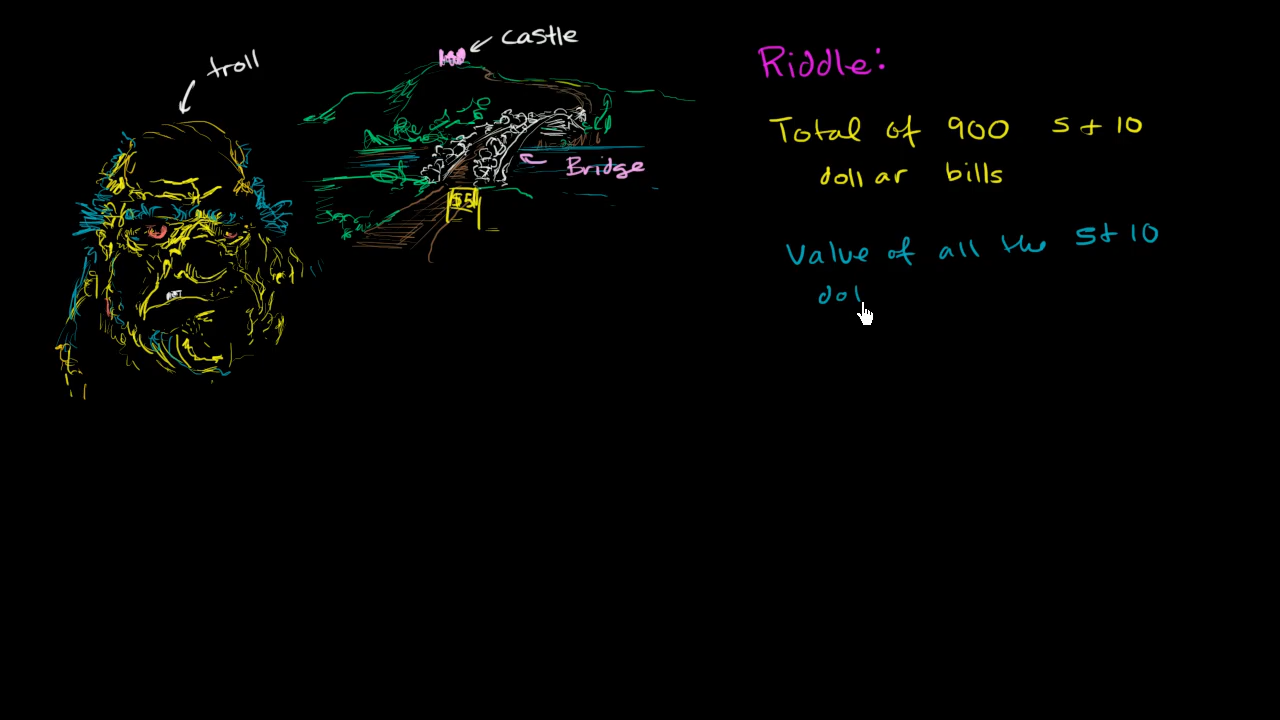 troll
castle
Bridge
$5
Riddle:
Total of 900 5 + 10
dollar bills
Value of all the 5 + 10
dol